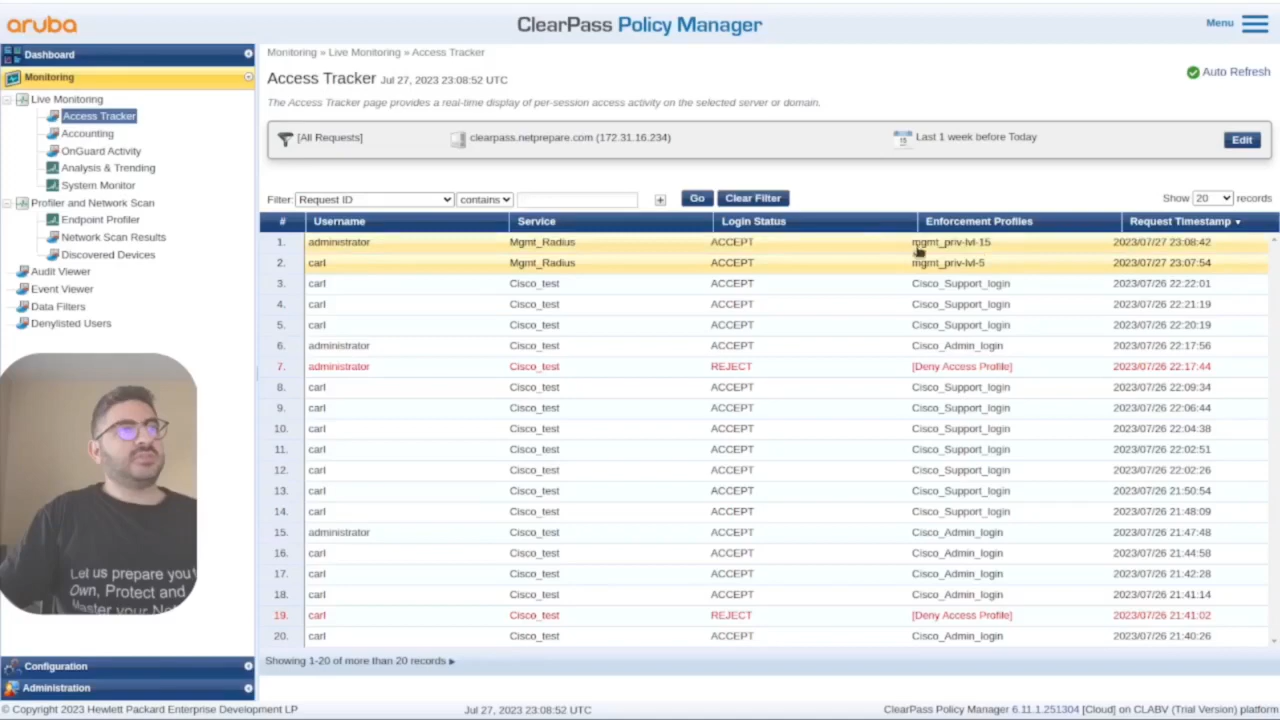 aruba
ClearPass Policy Manager
Menu
Dashboard
Monitoring
Live Monitoring
Access Tracker
Accounting
OnGuard Activity
Analysis & Trending
System Monitor
Profiler and Network Scan
Endpoint Profiler
Network Scan Results
Discovered Devices
Audit Viewer
Event Viewer
Data Filters
Denylisted Users
Let us prepare you
Own, Protect and
Master your Net
Configuration
Administration
Monitoring » Live Monitoring » Access Tracker
Access Tracker Jul 27, 2023 23:08:52 UTC
Auto Refresh
The Access Tracker page provides a real-time display of per-session access activity on the selected server or domain.
[All Requests] clearpass.netprepare.com (172.31.16.234) Last 1 week before Today Edit
Filter: Request ID contains + Go Clear Filter Show 20 records
# Username Service Login Status Enforcement Profiles Request Timestamp ▼
1. administrator Mgmt_Radius ACCEPT mgmt_priv-lvl-15 2023/07/27 23:08:42
2. carl Mgmt_Radius ACCEPT mgmt_priv-lvl-5 2023/07/27 23:07:54
3. carl Cisco_test ACCEPT Cisco_Support_login 2023/07/26 22:22:01
4. carl Cisco_test ACCEPT Cisco_Support_login 2023/07/26 22:21:19
5. carl Cisco_test ACCEPT Cisco_Support_login 2023/07/26 22:20:19
6. administrator Cisco_test ACCEPT Cisco_Admin_login 2023/07/26 22:17:56
7. administrator Cisco_test REJECT [Deny Access Profile] 2023/07/26 22:17:44
8. carl Cisco_test ACCEPT Cisco_Support_login 2023/07/26 22:09:34
9. carl Cisco_test ACCEPT Cisco_Support_login 2023/07/26 22:06:44
10. carl Cisco_test ACCEPT Cisco_Support_login 2023/07/26 22:04:38
11. carl Cisco_test ACCEPT Cisco_Support_login 2023/07/26 22:02:51
12. carl Cisco_test ACCEPT Cisco_Support_login 2023/07/26 22:02:26
13. carl Cisco_test ACCEPT Cisco_Support_login 2023/07/26 21:50:54
14. carl Cisco_test ACCEPT Cisco_Support_login 2023/07/26 21:48:09
15. administrator Cisco_test ACCEPT Cisco_Admin_login 2023/07/26 21:47:48
16. carl Cisco_test ACCEPT Cisco_Admin_login 2023/07/26 21:44:58
17. carl Cisco_test ACCEPT Cisco_Admin_login 2023/07/26 21:42:28
18. carl Cisco_test ACCEPT Cisco_Admin_login 2023/07/26 21:41:14
19. carl Cisco_test REJECT [Deny Access Profile] 2023/07/26 21:41:02
20. carl Cisco_test ACCEPT Cisco_Admin_login 2023/07/26 21:40:26
Showing 1-20 of more than 20 records ▶
© Copyright 2023 Hewlett Packard Enterprise Development LP Jul 27, 2023 23:08:52 UTC ClearPass Policy Manager 6.11.1.251304 [Cloud] on CLABV (Trial Version) platform